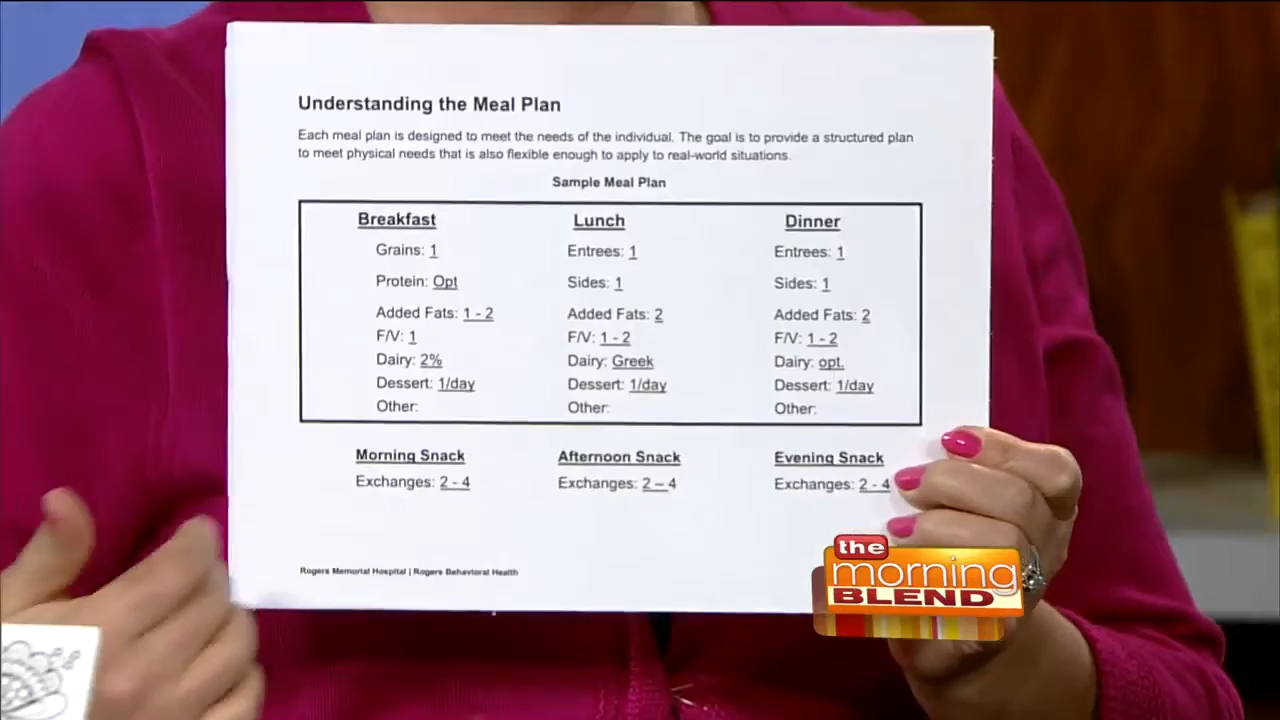 Understanding the Meal Plan
Each meal plan is designed to meet the needs of the individual. The goal is to provide a structured plan
to meet physical needs that is also flexible enough to apply to real-world situations.
Sample Meal Plan
Breakfast
Grains: 1
Protein: Opt
Added Fats: 1 - 2
F/V: 1
Dairy: 2%
Dessert: 1/day
Other:
Lunch
Entrees: 1
Sides: 1
Added Fats: 2
F/V: 1 - 2
Dairy: Greek
Dessert: 1/day
Other:
Dinner
Entrees: 1
Sides: 1
Added Fats: 2
F/V: 1 - 2
Dairy: opt.
Dessert: 1/day
Other:
Morning Snack
Exchanges: 2 - 4
Afternoon Snack
Exchanges: 2 – 4
Evening Snack
Exchanges: 2 - 4
Rogers Memorial Hospital | Rogers Behavioral Health
the
morning
BLEND